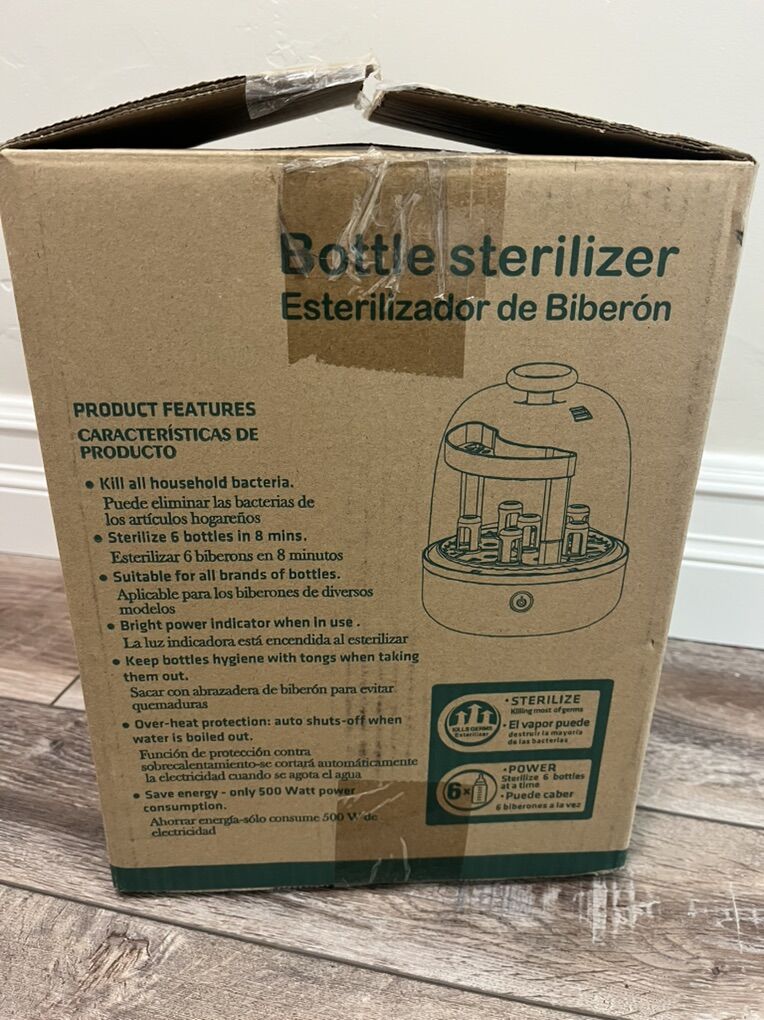 Bottle sterilizer
Esterilizador de Biberón
PRODUCT FEATURES
CARACTERÍSTICAS DE
PRODUCTO
• Kill all household bacteria.
Puede eliminar las bacterias de
los artículos hogareños
• Sterilize 6 bottles in 8 mins.
Esterilizar 6 biberons en 8 minutos
• Suitable for all brands of bottles.
Aplicable para los biberones de diversos
modelos
• Bright power indicator when in use .
La luz indicadora está encendida al esterilizar
• Keep bottles hygiene with tongs when taking
them out.
Sacar con abrazadera de biberón para evitar
quemaduras
• Over-heat protection: auto shuts-off when
water is boiled out.
Función de protección contra
sobrecalentamiento-se cortará automáticamente
la electricidad cuando se agota el agua
• Save energy - only 500 Watt power
consumption.
Ahorrar energía-sólo consume 500 W de
electricidad
KILLS GERMS
Esterilizar
• STERILIZE
Killing most of germs
• El vapor puede
destruir la mayoría
de las bacterias
6×
• POWER
Sterilize 6 bottles
at a time
• Puede caber
6 biberones a la vez